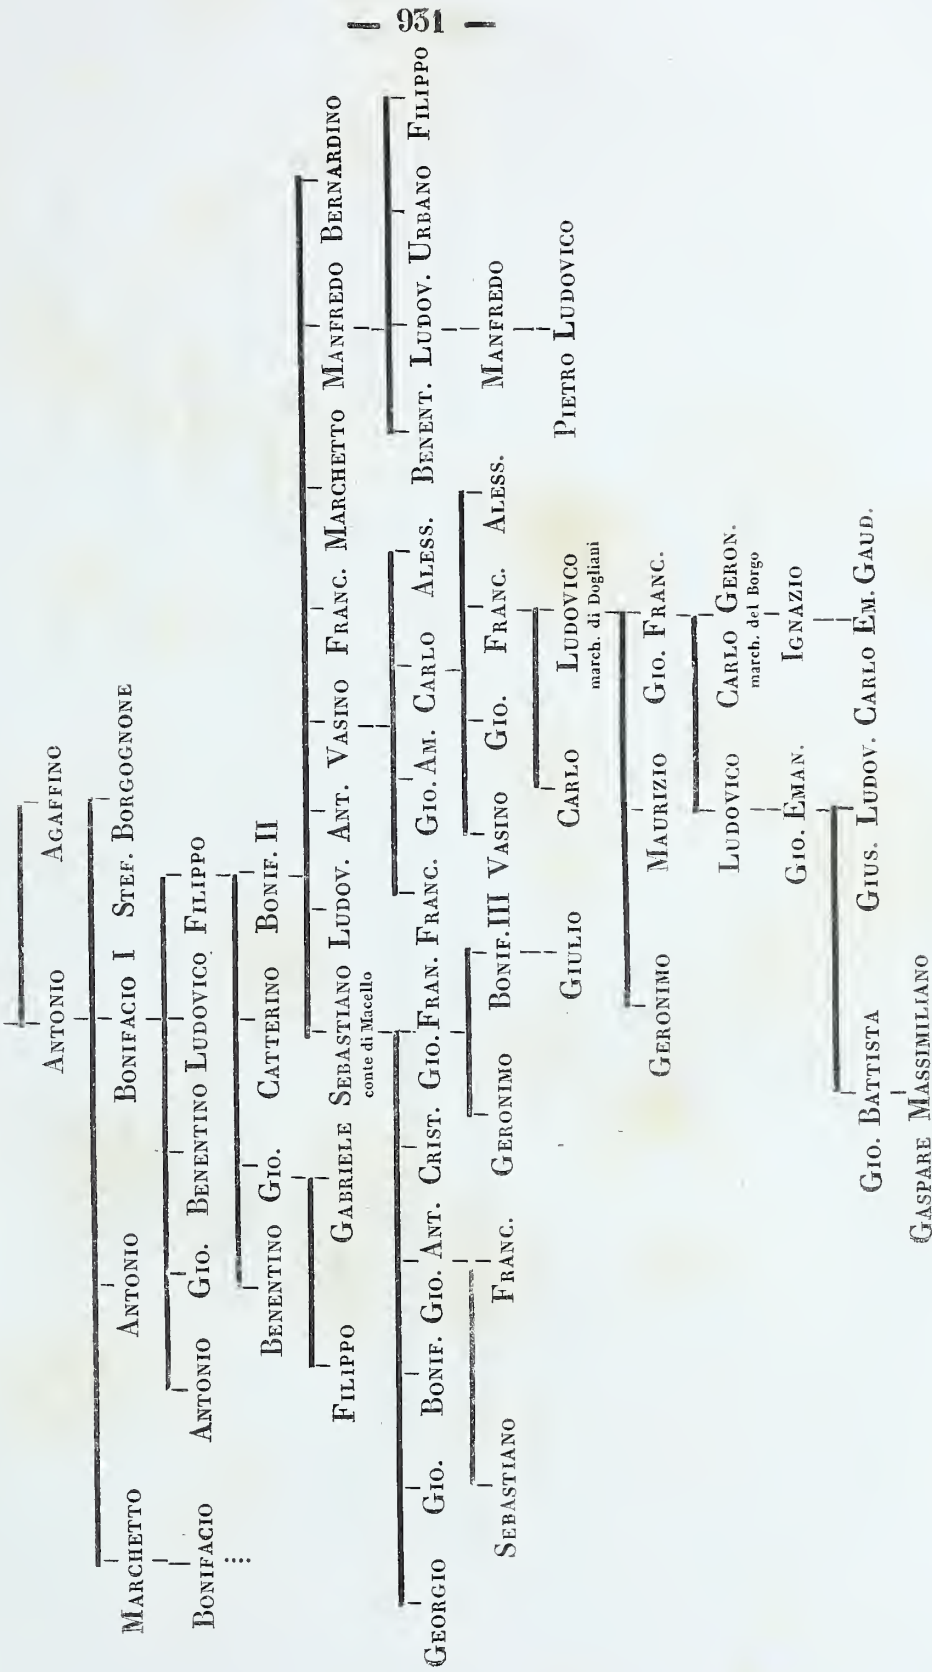 — 931 —
ANTONIO AGAFFINO
MARCHETTO ANTONIO BONIFACIO I STEF. BORGOGNONE
BONIFACIO ANTONIO GIO. BENENTINO LUDOVICO FILIPPO
BENENTINO GIO. CATTERINO BONIF. II
FILIPPO GABRIELE SEBASTIANO LUDOV. ANT. VASINO FRANC. MARCHETTO MANFREDO BERNARDINO
conte di Macello
GEORGIO GIO. BONIF. GIO. ANT. CRIST. GIO. FRAN. FRANC. GIO. AM. CARLO ALESS. BENENT. LUDOV. URBANO FILIPPO
SEBASTIANO FRANC. GERONIMO BONIF. III VASINO GIO. FRANC. ALESS. MANFREDO
GIULIO CARLO LUDOVICO PIETRO LUDOVICO
march. di Dogliani
GERONIMO MAURIZIO GIO. FRANC.
LUDOVICO CARLO GERON.
march. del Borgo
GIO. EMAN. IGNAZIO
GIO. BATTISTA GIUS. LUDOV. CARLO EM. GAUD.
GASPARE MASSIMILIANO